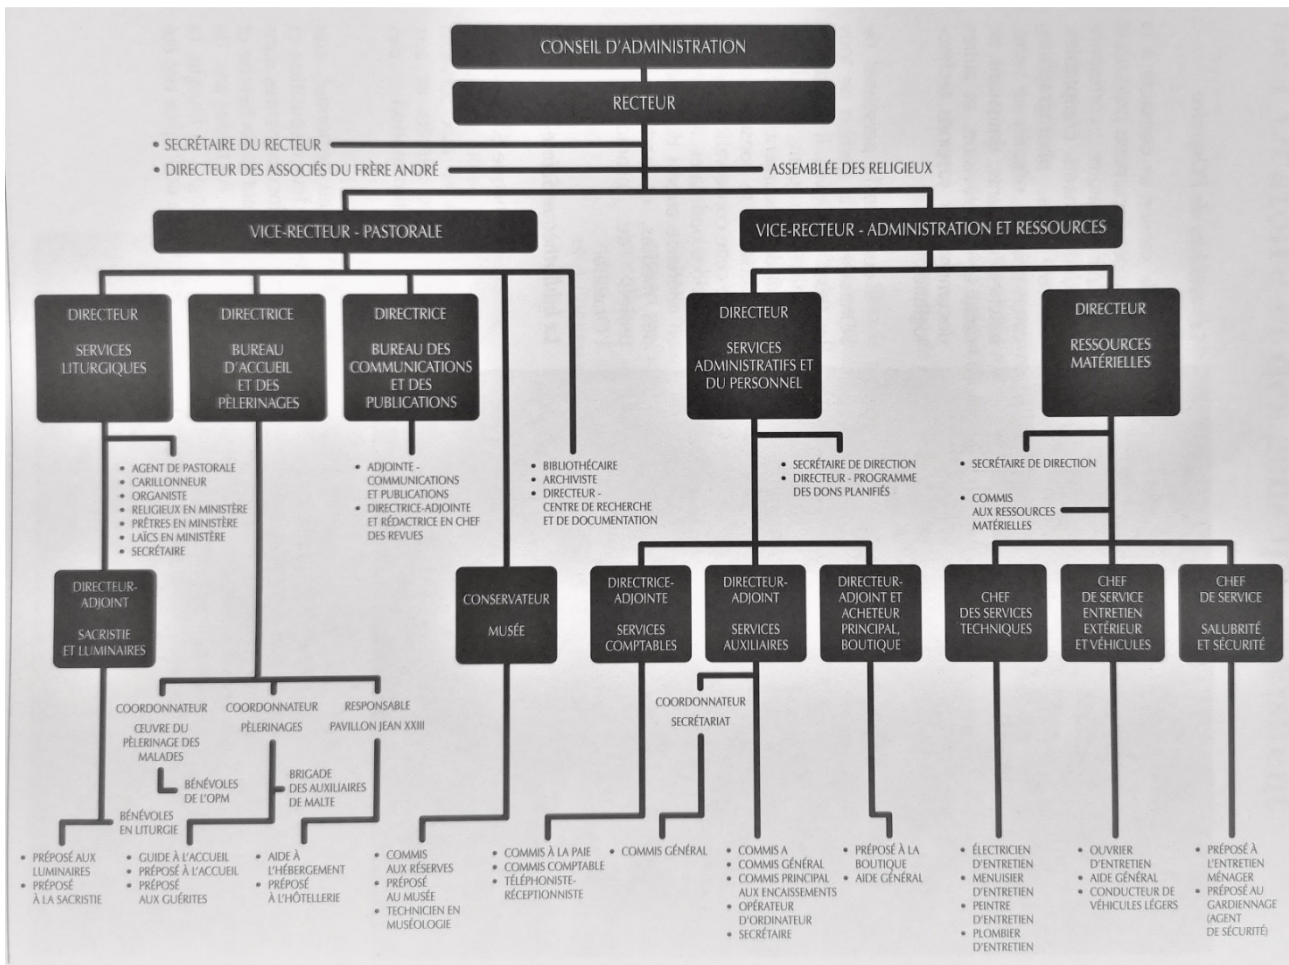 CONSEIL D'ADMINISTRATION
RECTEUR
• SECRÉTAIRE DU RECTEUR
• DIRECTEUR DES ASSOCIÉS DU FRÈRE ANDRÉ
ASSEMBLÉE DES RELIGIEUX
VICE-RECTEUR - PASTORALE
VICE-RECTEUR - ADMINISTRATION ET RESSOURCES
DIRECTEUR
SERVICES
LITURGIQUES
DIRECTRICE
BUREAU
D'ACCUEIL
ET DES
PÈLERINAGES
DIRECTRICE
BUREAU DES
COMMUNICATIONS
ET DES
PUBLICATIONS
DIRECTEUR
SERVICES
ADMINISTRATIFS ET
DU PERSONNEL
DIRECTEUR
RESSOURCES
MATÉRIELLES
• AGENT DE PASTORALE
• CARILLONNEUR
• ORGANISTE
• RELIGIEUX EN MINISTÈRE
• PRÊTRES EN MINISTÈRE
• LAÏCS EN MINISTÈRE
• SECRÉTAIRE
• ADJOINTE -
COMMUNICATIONS
ET PUBLICATIONS
• DIRECTRICE-ADJOINTE
ET RÉDACTRICE EN CHEF
DES REVUES
• BIBLIOTHÉCAIRE
• ARCHIVISTE
• DIRECTEUR -
CENTRE DE RECHERCHE
ET DE DOCUMENTATION
• SECRÉTAIRE DE DIRECTION
• DIRECTEUR - PROGRAMME
DES DONS PLANIFIÉS
• SECRÉTAIRE DE DIRECTION
• COMMIS
AUX RESSOURCES
MATÉRIELLES
DIRECTEUR-
ADJOINT
SACRISTIE
ET LUMINAIRES
CONSERVATEUR
MUSÉE
DIRECTRICE-
ADJOINTE
SERVICES
COMPTABLES
DIRECTEUR-
ADJOINT
SERVICES
AUXILIAIRES
DIRECTEUR-
ADJOINT ET
ACHETEUR
PRINCIPAL,
BOUTIQUE
CHEF
DES SERVICES
TECHNIQUES
CHEF
DE SERVICE
ENTRETIEN
EXTÉRIEUR
ET VÉHICULES
CHEF
DE SERVICE
SALUBRITÉ
ET SÉCURITÉ
COORDONNATEUR
ŒUVRE DU
PÈLERINAGE DES
MALADES
COORDONNATEUR
PÈLERINAGES
RESPONSABLE
PAVILLON JEAN XXIII
COORDONNATEUR
SECRÉTARIAT
BÉNÉVOLES
DE L'OPM
BRIGADE
DES AUXILIAIRES
DE MALTE
BÉNÉVOLES
EN LITURGIE
• PRÉPOSÉ AUX
LUMINAIRES
• PRÉPOSÉ
À LA SACRISTIE
• GUIDE À L'ACCUEIL
• PRÉPOSÉ À L'ACCUEIL
• PRÉPOSÉ
AUX GUÉRITES
• AIDE À
L'HÉBERGEMENT
• PRÉPOSÉ
À L'HÔTELLERIE
• COMMIS
AUX RÉSERVES
• PRÉPOSÉ
AU MUSÉE
• TECHNICIEN EN
MUSÉOLOGIE
• COMMIS À LA PAIE
• COMMIS COMPTABLE
• TÉLÉPHONISTE-
RÉCEPTIONNISTE
• COMMIS GÉNÉRAL
• COMMIS A
• COMMIS GÉNÉRAL
• COMMIS PRINCIPAL
AUX ENCAISSEMENTS
• OPÉRATEUR
D'ORDINATEUR
• SECRÉTAIRE
• PRÉPOSÉ À LA
BOUTIQUE
• AIDE GÉNÉRAL
• ÉLECTRICIEN
D'ENTRETIEN
• MENUISIER
D'ENTRETIEN
• PEINTRE
D'ENTRETIEN
• PLOMBIER
D'ENTRETIEN
• OUVRIER
D'ENTRETIEN
• AIDE GÉNÉRAL
• CONDUCTEUR DE
VÉHICULES LÉGERS
• PRÉPOSÉ À
L'ENTRETIEN
MÉNAGER
• PRÉPOSÉ AU
GARDIENNAGE
(AGENT
DE SÉCURITÉ)